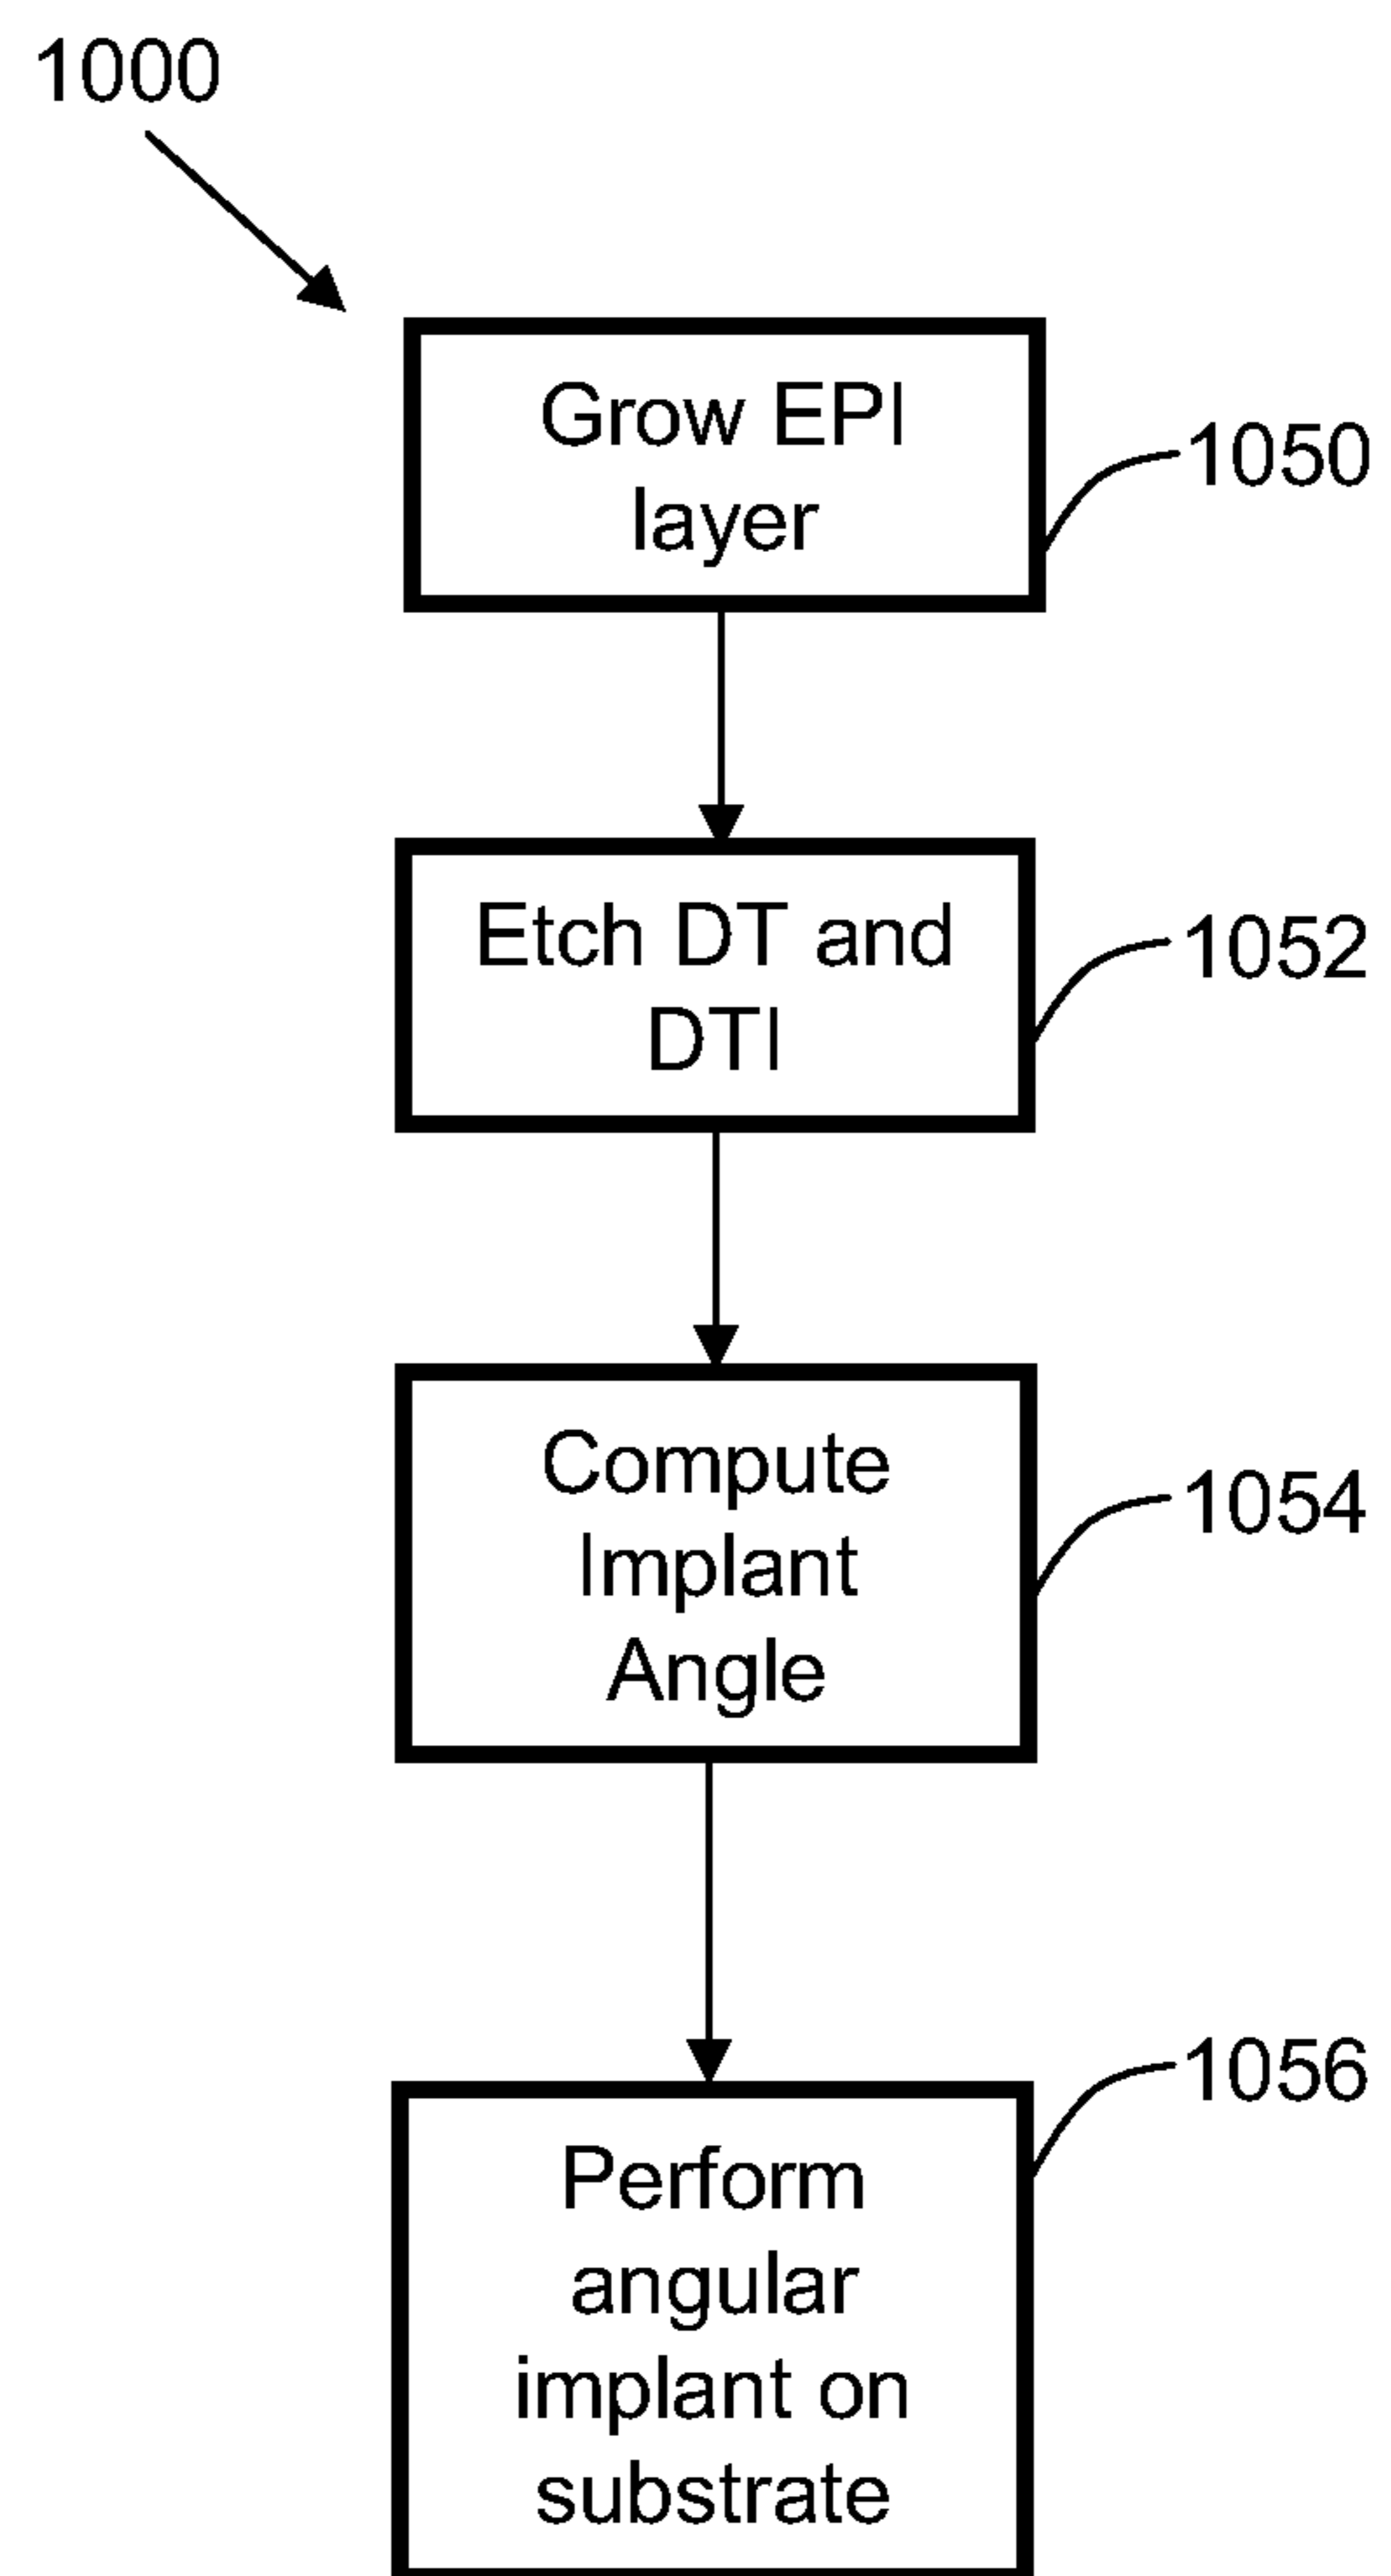 1000
Grow EPI
layer
1050
Etch DT and
DTI
1052
Compute
Implant
Angle
1054
Perform
angular
implant on
substrate
1056